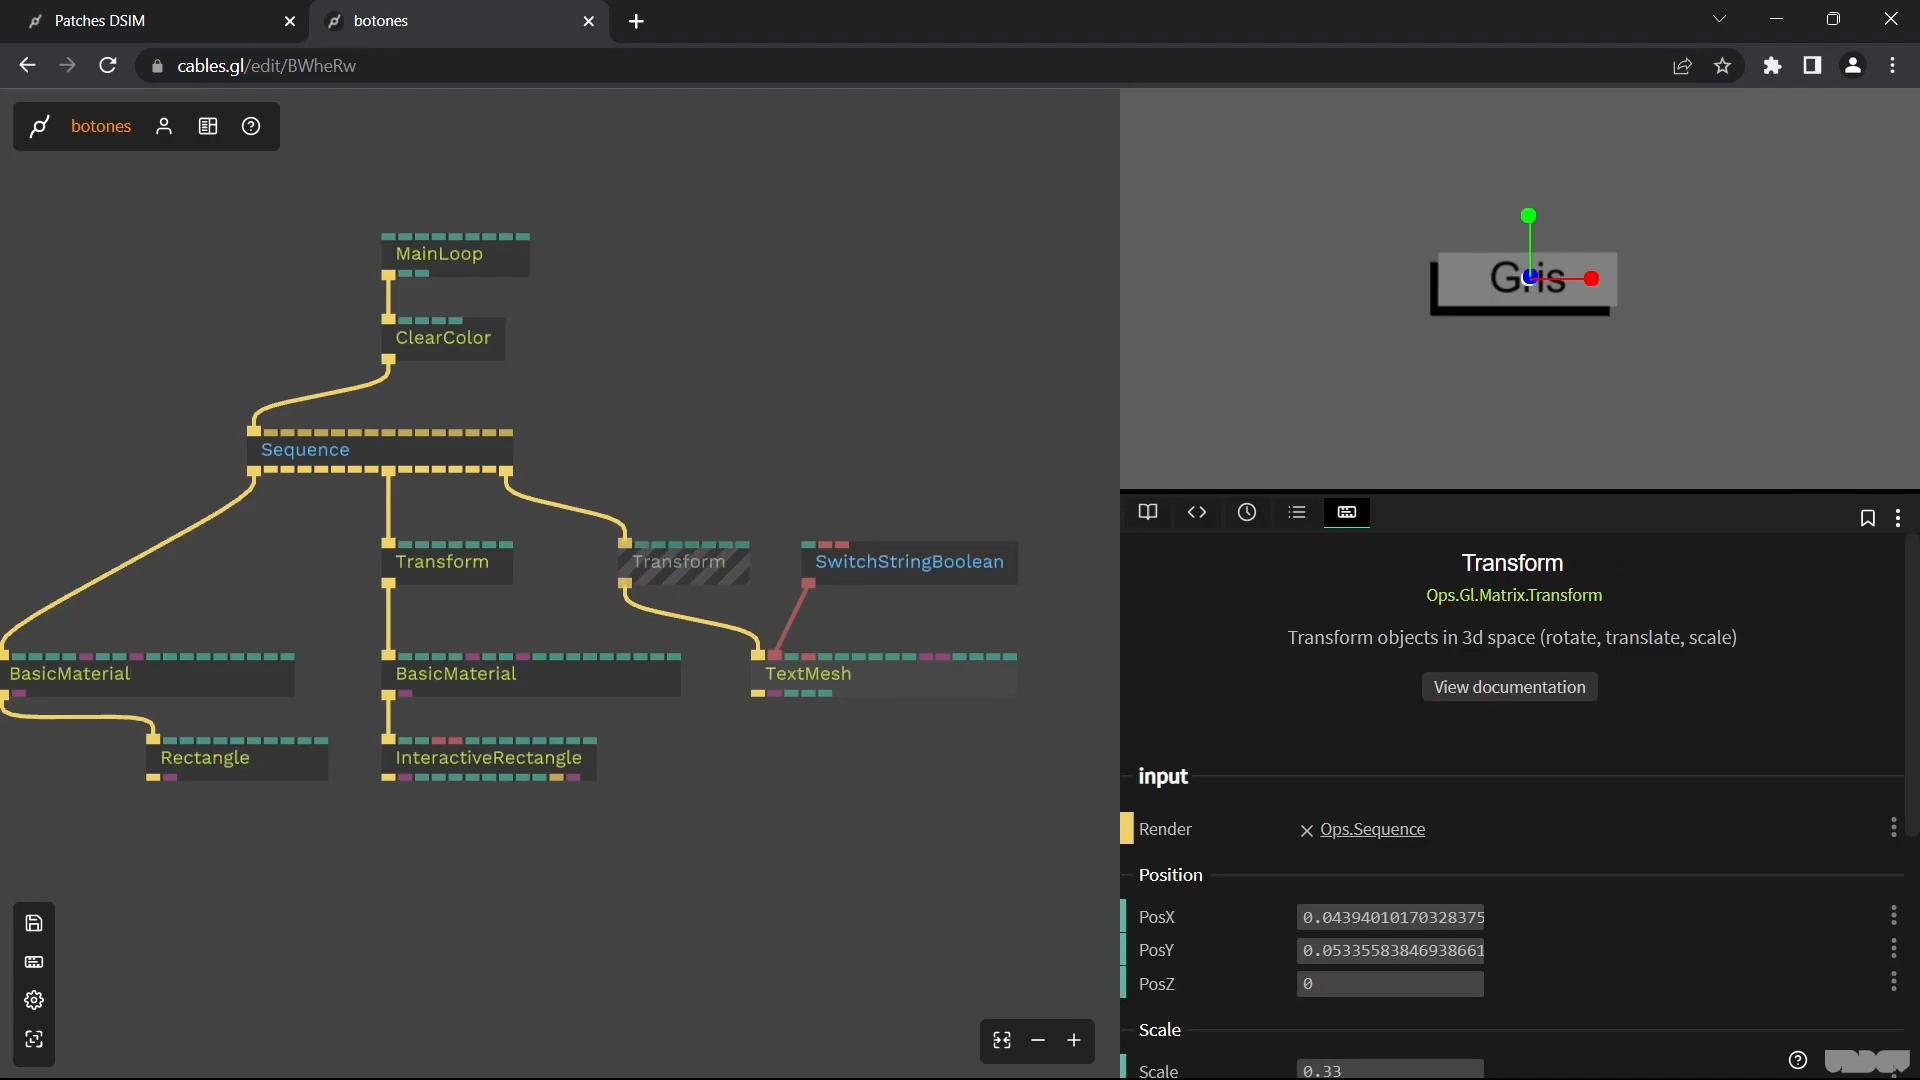 Patches DSIM
botones
cables.gl/edit/BWheRw
botones
MainLoop
ClearColor
Sequence
Transform
Transform
SwitchStringBoolean
BasicMaterial
BasicMaterial
TextMesh
Rectangle
InteractiveRectangle
Gris
Transform
Ops.Gl.Matrix.Transform
Transform objects in 3d space (rotate, translate, scale)
View documentation
input
Render
Ops.Sequence
Position
PosX
0.04394010170328375
PosY
0.05335583846938661
PosZ
0
Scale
Scale
0.33